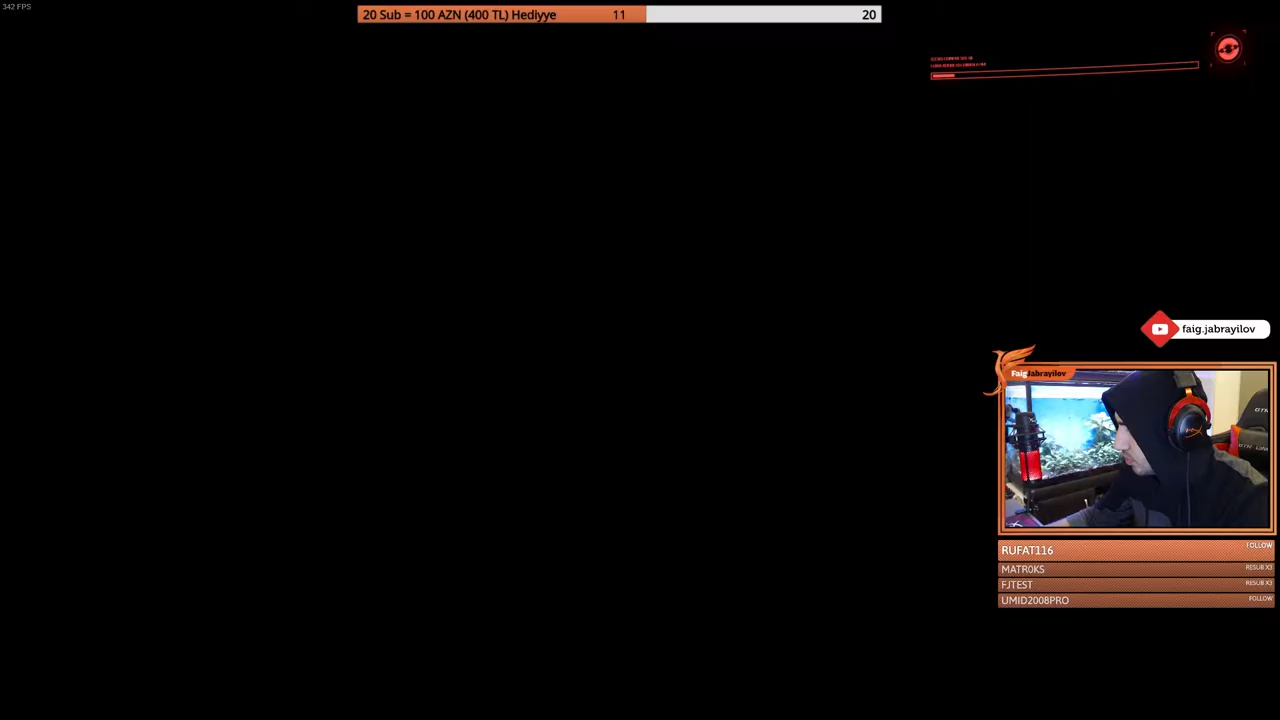 342 FPS
20 Sub = 100 AZN (400 TL) Hediyye 11 20
faig.jabrayilov
FaigJabrayilov
RUFAT116 FOLLOW
MATR0KS RESUB X3
FJTEST RESUB X3
UMID2008PRO FOLLOW